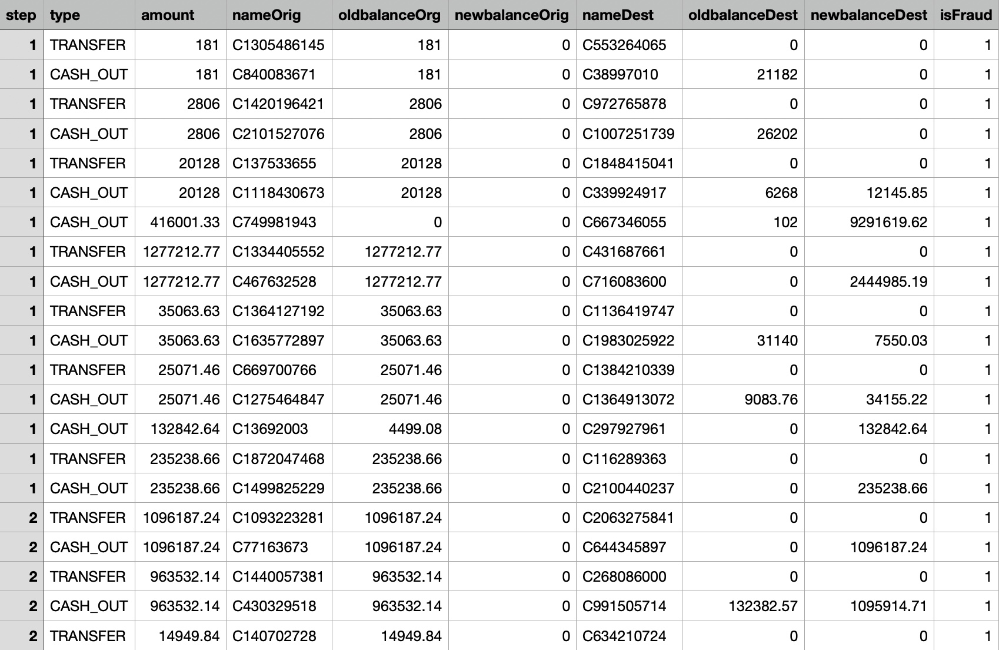 step type amount nameOrig oldbalanceOrg newbalanceOrig nameDest oldbalanceDest newbalanceDest isFraud
1 TRANSFER 181 C1305486145 181 0 C553264065 0 0 1
1 CASH_OUT 181 C840083671 181 0 C38997010 21182 0 1
1 TRANSFER 2806 C1420196421 2806 0 C972765878 0 0 1
1 CASH_OUT 2806 C2101527076 2806 0 C1007251739 26202 0 1
1 TRANSFER 20128 C137533655 20128 0 C1848415041 0 0 1
1 CASH_OUT 20128 C1118430673 20128 0 C339924917 6268 12145.85 1
1 CASH_OUT 416001.33 C749981943 0 0 C667346055 102 9291619.62 1
1 TRANSFER 1277212.77 C1334405552 1277212.77 0 C431687661 0 0 1
1 CASH_OUT 1277212.77 C467632528 1277212.77 0 C716083600 0 2444985.19 1
1 TRANSFER 35063.63 C1364127192 35063.63 0 C1136419747 0 0 1
1 CASH_OUT 35063.63 C1635772897 35063.63 0 C1983025922 31140 7550.03 1
1 TRANSFER 25071.46 C669700766 25071.46 0 C1384210339 0 0 1
1 CASH_OUT 25071.46 C1275464847 25071.46 0 C1364913072 9083.76 34155.22 1
1 CASH_OUT 132842.64 C13692003 4499.08 0 C297927961 0 132842.64 1
1 TRANSFER 235238.66 C1872047468 235238.66 0 C116289363 0 0 1
1 CASH_OUT 235238.66 C1499825229 235238.66 0 C2100440237 0 235238.66 1
2 TRANSFER 1096187.24 C1093223281 1096187.24 0 C2063275841 0 0 1
2 CASH_OUT 1096187.24 C77163673 1096187.24 0 C644345897 0 1096187.24 1
2 TRANSFER 963532.14 C1440057381 963532.14 0 C268086000 0 0 1
2 CASH_OUT 963532.14 C430329518 963532.14 0 C991505714 132382.57 1095914.71 1
2 TRANSFER 14949.84 C140702728 14949.84 0 C634210724 0 0 1